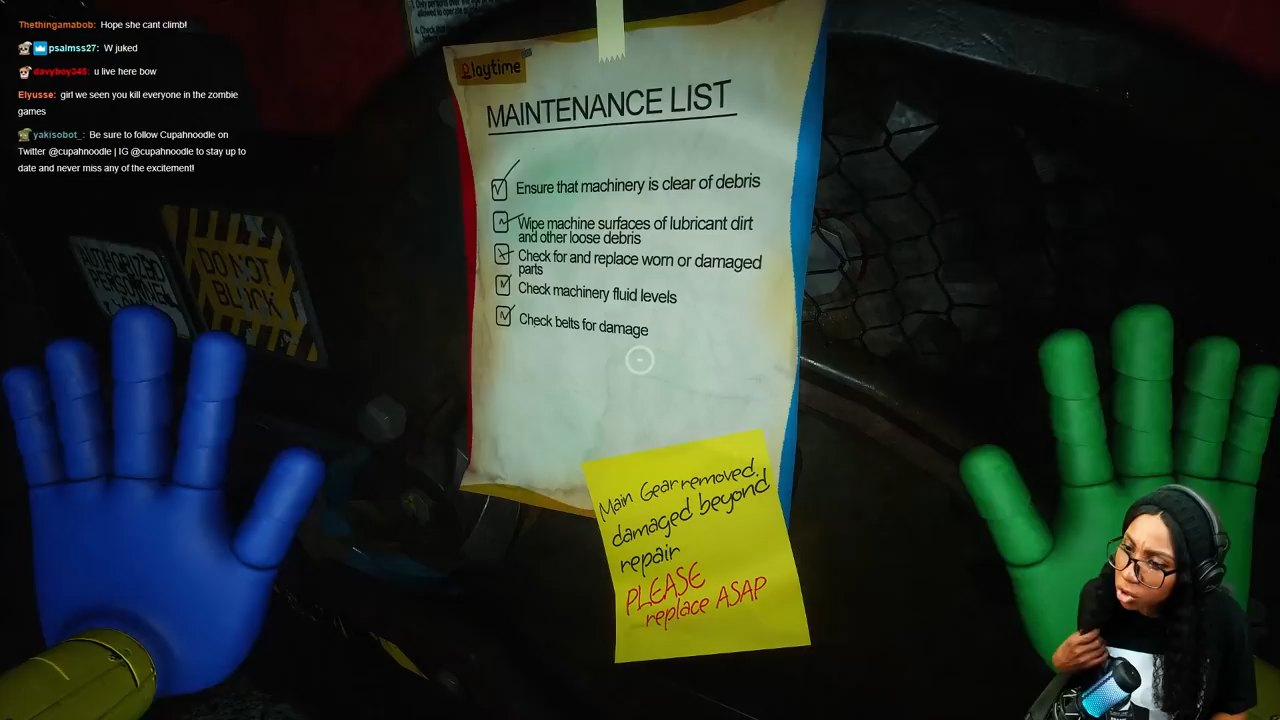 Thethingamabob: Hope she cant climb!
psalmss27: W juked
davyboy346: u live here bow
Elyusse: girl we seen you kill everyone in the zombie
games
yakisobot_: Be sure to follow Cupahnoodle on
Twitter @cupahnoodle | IG @cupahnoodle to stay up to
date and never miss any of the excitement!
Playtime
MAINTENANCE LIST
Ensure that machinery is clear of debris
Wipe machine surfaces of lubricant dirt
and other loose debris
Check for and replace worn or damaged
parts
Check machinery fluid levels
Check belts for damage
AUTHORIZED
PERSONNEL
DO NOT
BLOCK
Main Gear removed.
damaged beyond
repair
PLEASE
replace ASAP